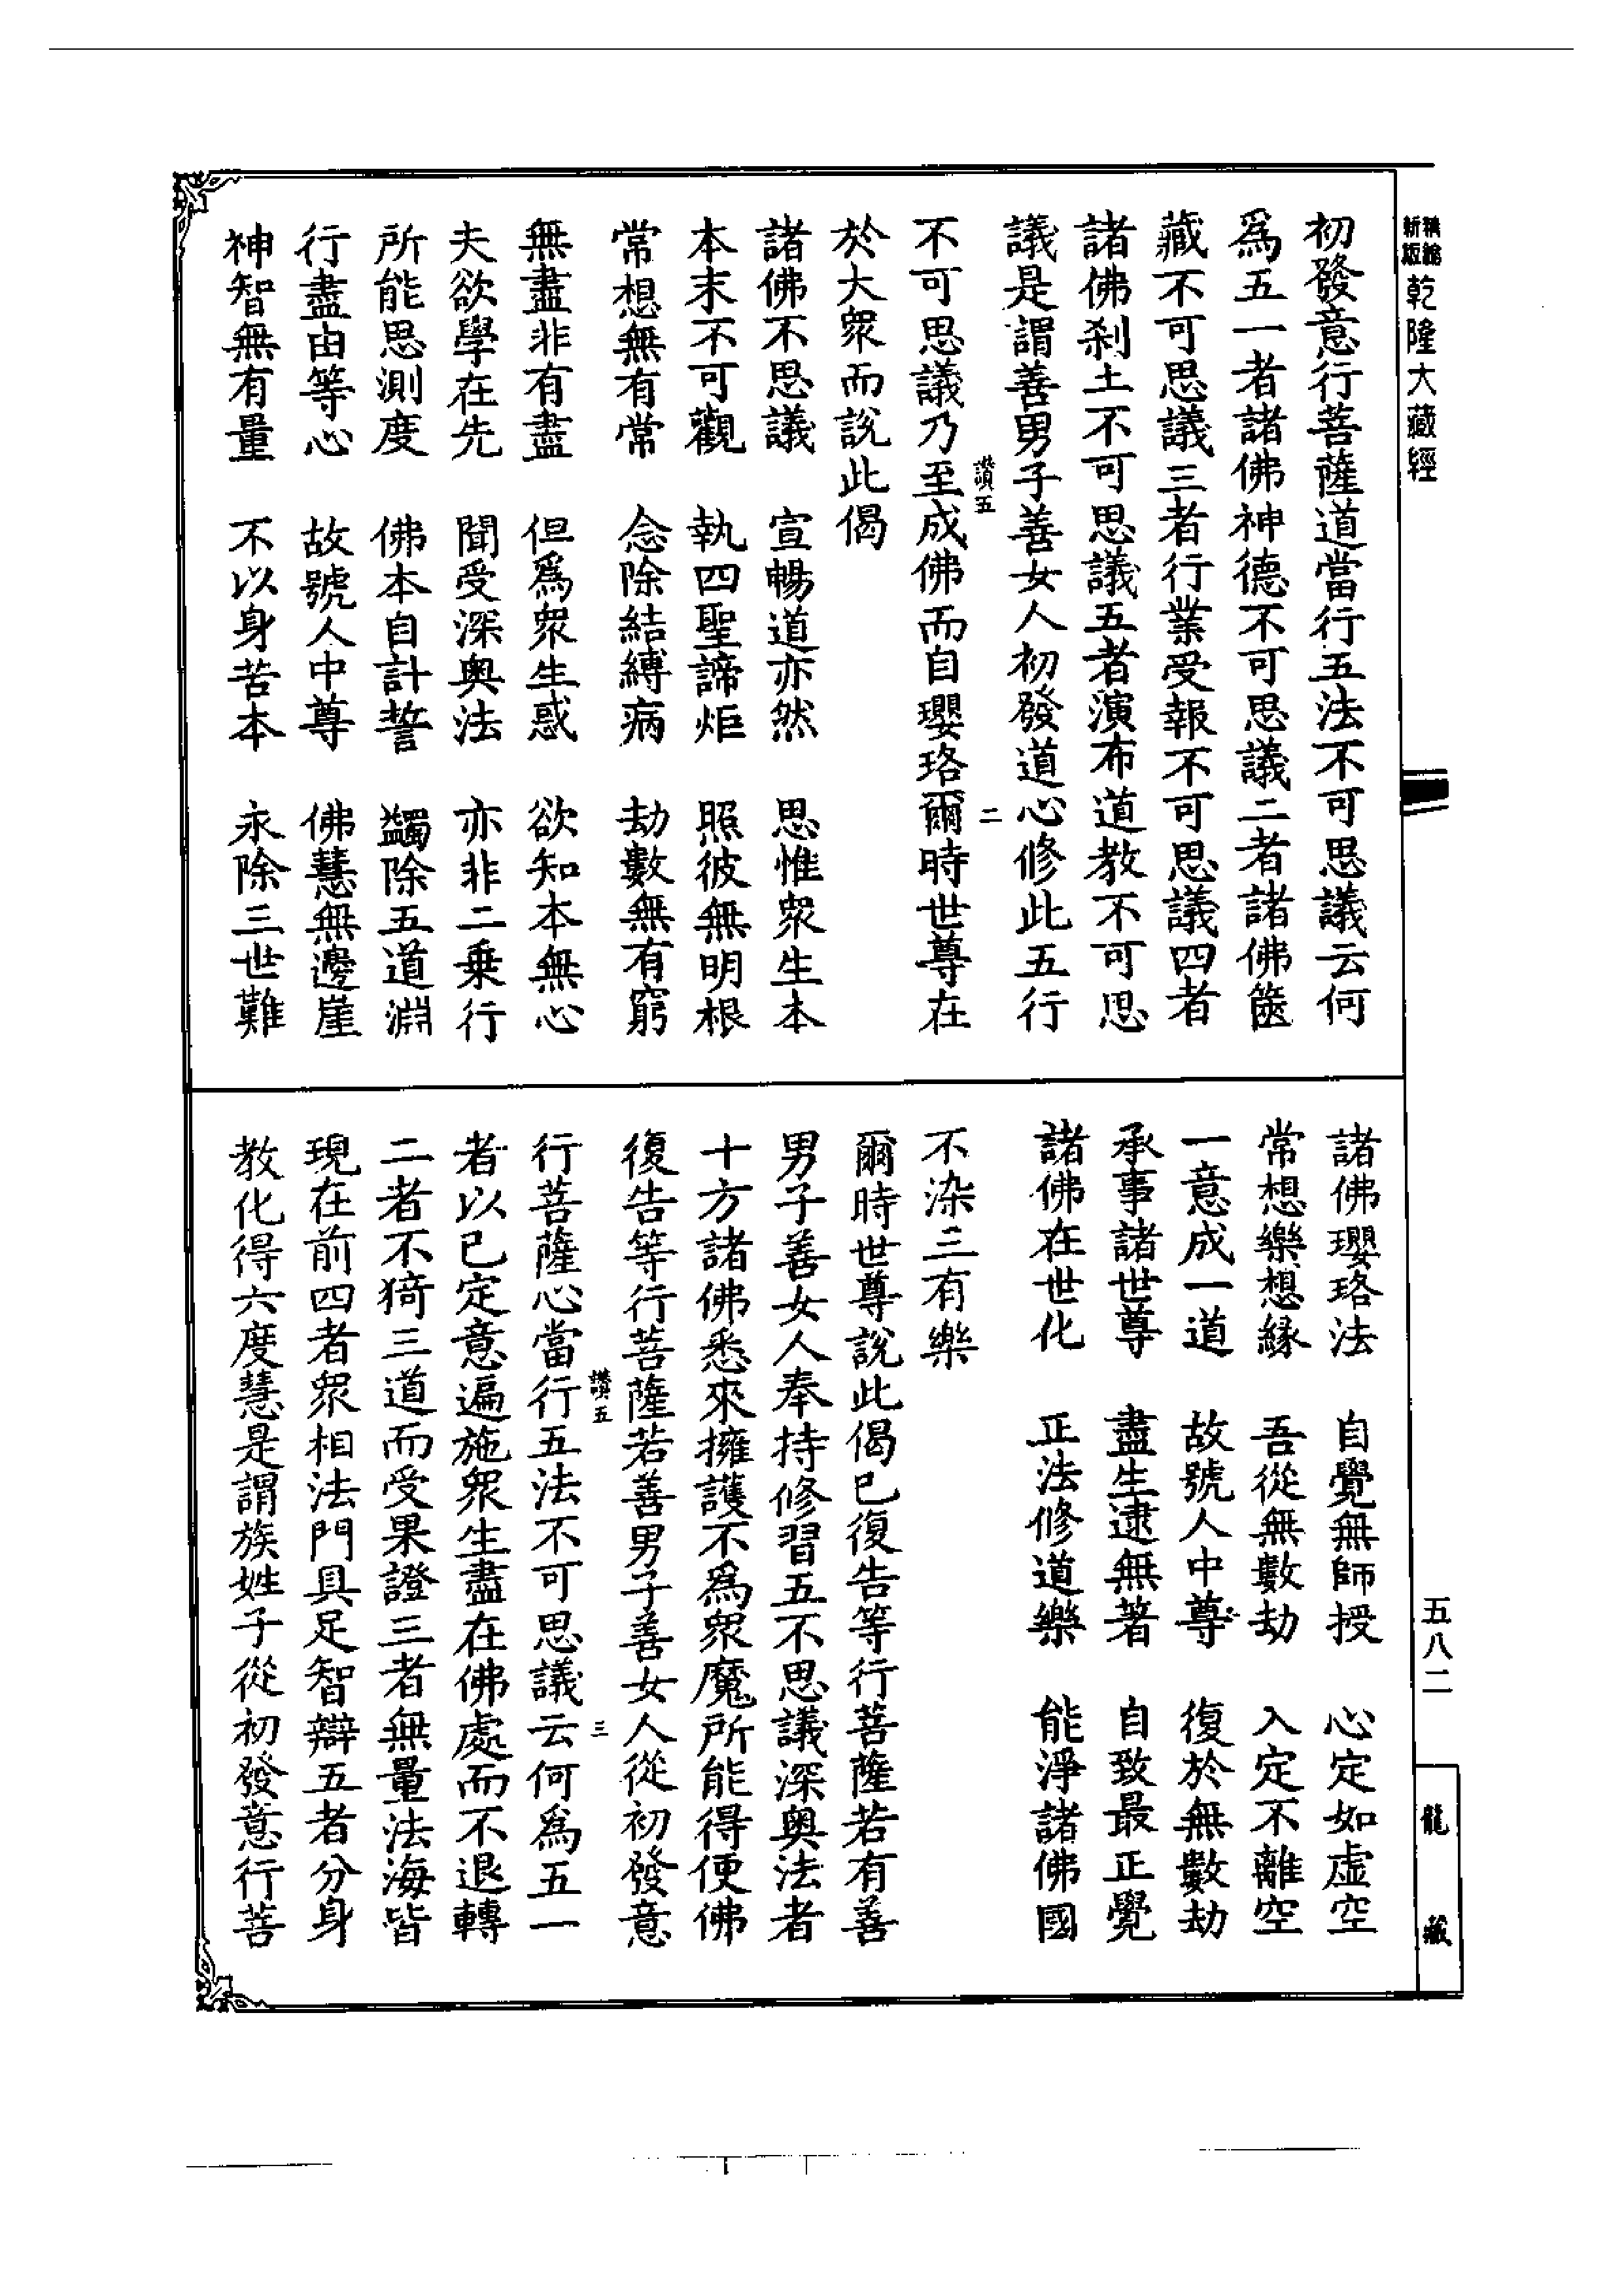 新編縮版 乾隆大藏經
初發意行菩薩道當行五法不可思議云何
爲五一者諸佛神德不可思議二者諸佛篋
藏不可思議三者行業受報不可思議四者
諸佛刹土不可思議五者演布道教不可思
議是謂善男子善女人初發道心修此五行
讚五 二
不可思議乃至成佛而自瓔珞爾時世尊在
於大衆而說此偈
諸佛不思議 宣暢道亦然 思惟衆生本
本末不可觀 執四聖諦炬 照彼無明根
常想無有常 念除結縛病 劫數無有窮
無盡非有盡 但爲衆生惑 欲知本無心
夫欲學在先 聞受深奧法 亦非二乗行
所能思測度 佛本自計誓 蠲除五道淵
行盡由等心 故號人中尊 佛慧無邊崖
神智無有量 不以身苦本 永除三世難
諸佛瓔珞法 自覺無師授 心定如虛空
常想樂想緣 吾從無數劫 入定不離空
一意成一道 故號人中尊 復於無數劫
承事諸世尊 盡生逮無著 自致最正覺
諸佛在世化 正法修道樂 能淨諸佛國
不染三有樂
爾時世尊說此偈已復告等行菩薩若有善
男子善女人奉持修習五不思議深奧法者
十方諸佛悉來擁護不爲衆魔所能得便佛
復告等行菩薩若善男子善女人從初發意
讚五 三
行菩薩心當行五法不可思議云何爲五一
者以已定意遍施衆生盡在佛處而不退轉
二者不猗三道而受果證三者無量法海皆
現在前四者衆相法門具足智辯五者分身
教化得六度慧是謂族姓子從初發意行菩
五八二
龍藏